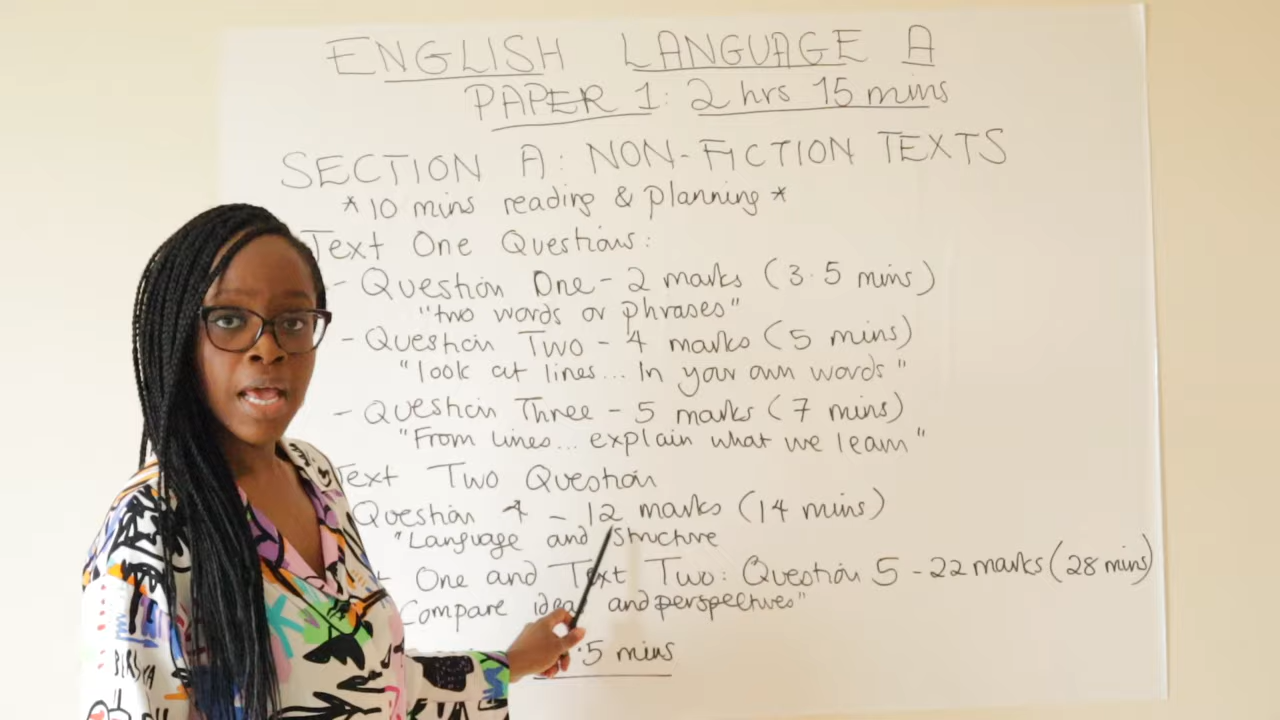 ENGLISH LANGUAGE A
PAPER 1: 2 hrs 15 mins
SECTION A: NON-FICTION TEXTS
*10 mins reading & planning*
Text One Questions:
- Question One - 2 marks (3.5 mins)
"two words or phrases"
- Question Two - 4 marks (5 mins)
"look at lines... In your own words"
- Question Three - 5 marks (7 mins)
"From lines... explain what we learn"
Text Two Question
Question 4 - 12 marks (14 mins)
"Language and Structure
One and Text Two: Question 5 - 22 marks (28 mins)
Compare ideas and perspectives"
.5 mins
BERSKA